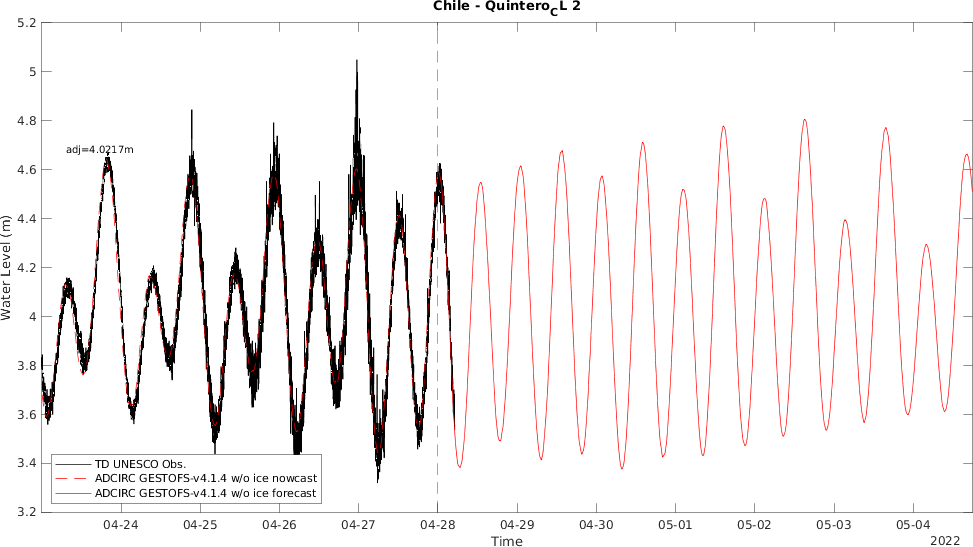 Chile - Quintero_CL 2
5.2
5
4.8
4.6
4.4
4.2
4
3.8
3.6
3.4
3.2
Water Level (m)
adj=4.0217m
TD UNESCO Obs.
ADCIRC GESTOFS-v4.1.4 w/o ice nowcast
ADCIRC GESTOFS-v4.1.4 w/o ice forecast
04-24 04-25 04-26 04-27 04-28 04-29 04-30 05-01 05-02 05-03 05-04
Time
2022